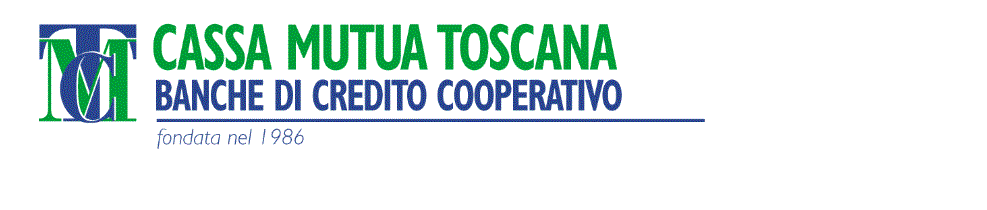 CASSA MUTUA TOSCANA
BANCHE DI CREDITO COOPERATIVO
fondata nel 1986